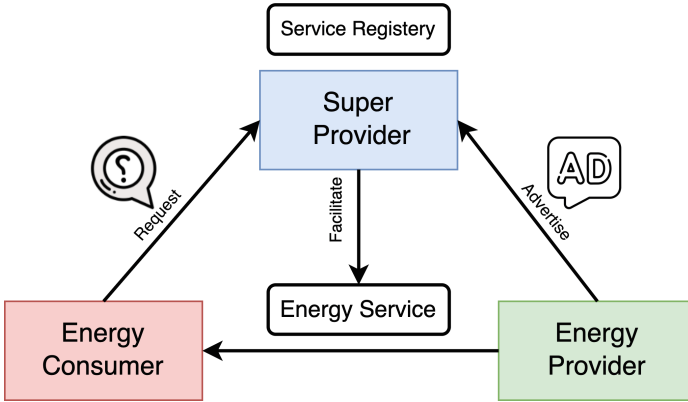 Service Registery
Super
Provider
?
AD
Request
Facilitate
Advertise
Energy Service
Energy
Consumer
Energy
Provider